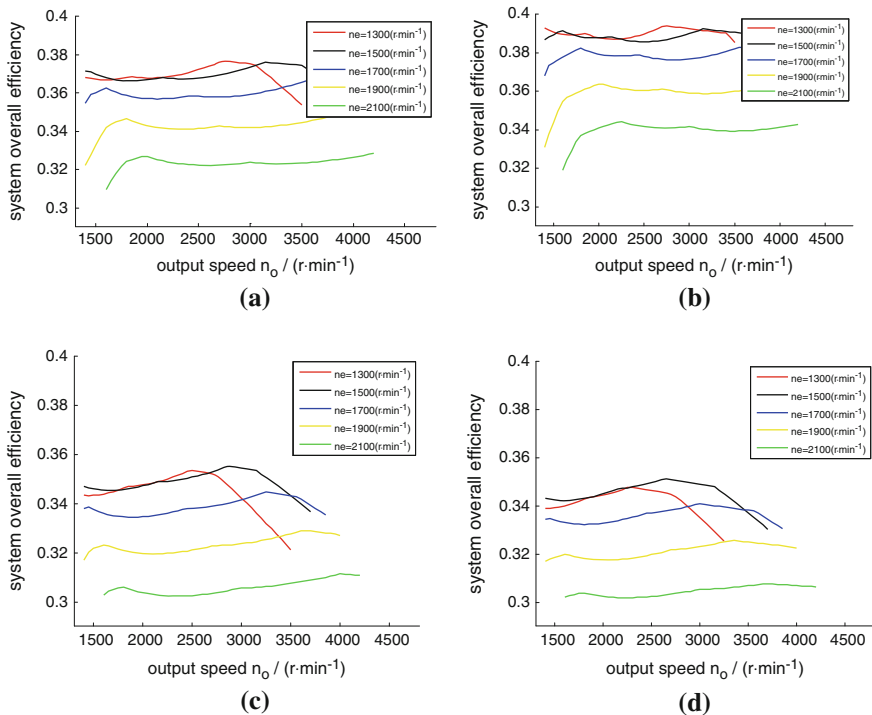 0.4
0.38
0.36
0.34
0.32
0.3
system overall efficiency
1500 2000 2500 3000 3500 4000 4500
output speed n_o / (r·min⁻¹)
ne=1300(r·min⁻¹)
ne=1500(r·min⁻¹)
ne=1700(r·min⁻¹)
ne=1900(r·min⁻¹)
ne=2100(r·min⁻¹)
(a)
0.4
0.38
0.36
0.34
0.32
0.3
system overall efficiency
1500 2000 2500 3000 3500 4000 4500
output speed n_o / (r·min⁻¹)
ne=1300(r·min⁻¹)
ne=1500(r·min⁻¹)
ne=1700(r·min⁻¹)
ne=1900(r·min⁻¹)
ne=2100(r·min⁻¹)
(b)
0.4
0.38
0.36
0.34
0.32
0.3
system overall efficiency
1500 2000 2500 3000 3500 4000 4500
output speed n_o / (r·min⁻¹)
ne=1300(r·min⁻¹)
ne=1500(r·min⁻¹)
ne=1700(r·min⁻¹)
ne=1900(r·min⁻¹)
ne=2100(r·min⁻¹)
(c)
0.4
0.38
0.36
0.34
0.32
0.3
system overall efficiency
1500 2000 2500 3000 3500 4000 4500
output speed n_o / (r·min⁻¹)
ne=1300(r·min⁻¹)
ne=1500(r·min⁻¹)
ne=1700(r·min⁻¹)
ne=1900(r·min⁻¹)
ne=2100(r·min⁻¹)
(d)